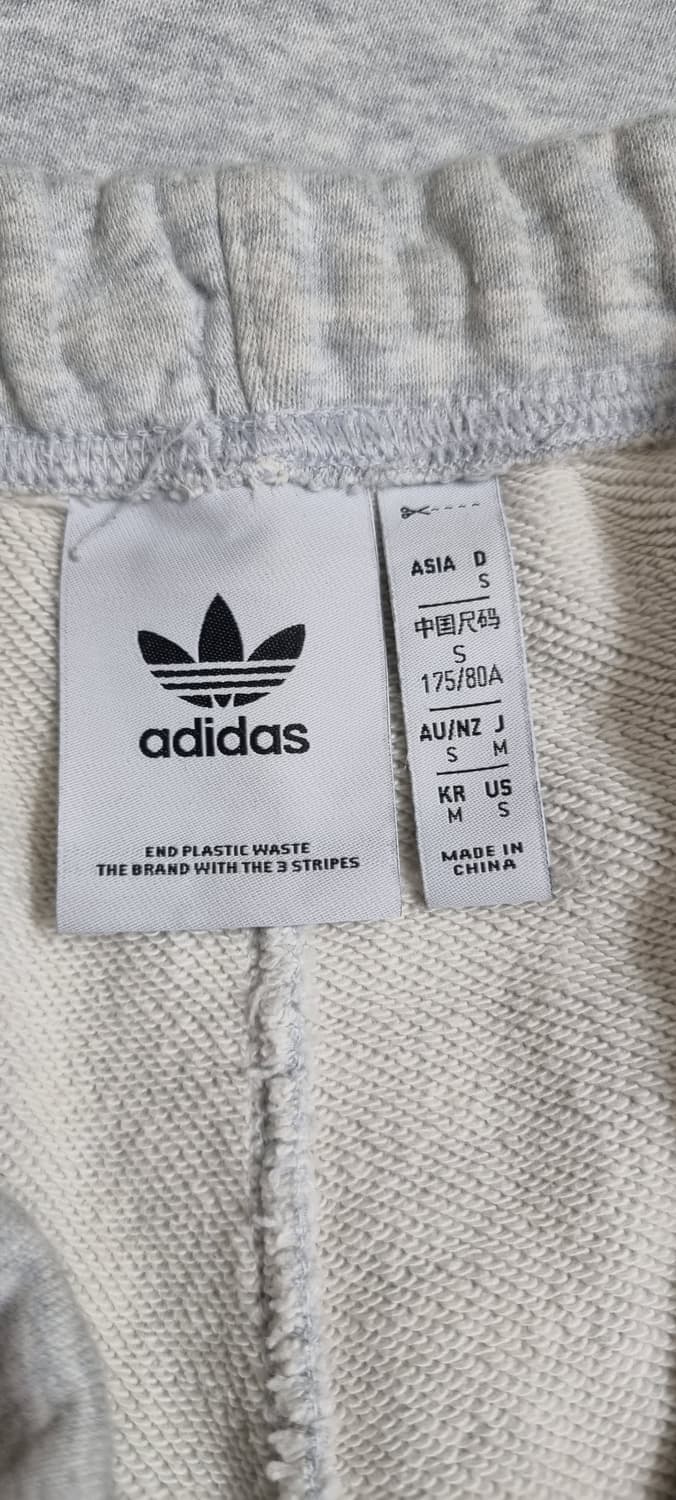 adidas
END PLASTIC WASTE
THE BRAND WITH THE 3 STRIPES
ASIA D
S
中国尺码
S
175/80A
AU/NZ J
S M
KR US
M S
MADE IN
CHINA